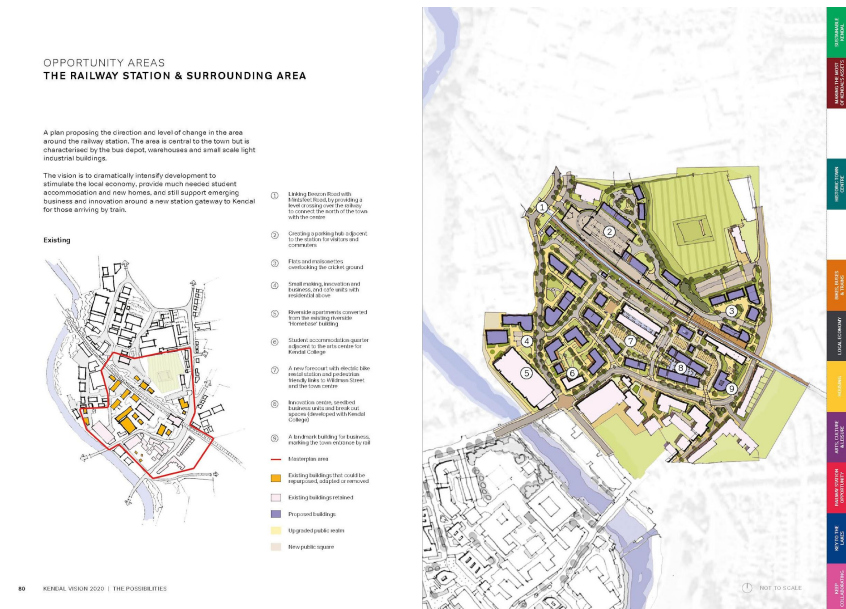 OPPORTUNITY AREAS
THE RAILWAY STATION & SURROUNDING AREA
A plan proposing the direction and level of change in the area
around the railway station. The area is central to the town but is
characterised by the bus depot, warehouses and small scale light
industrial buildings.
The vision is to dramatically intensify development to
stimulate the local economy, provide much needed student
accommodation and new homes, and still support emerging
business and innovation around a new station gateway to Kendal
for those arriving by train.
Existing
1 Linking Beezon Road with
Mintsfeet Road, by providing a
level crossing over the railway
to connect the north of the town
with the centre
2 Creating a parking hub adjacent
to the station for visitors and
commuters
3 Flats and maisonettes
overlooking the cricket ground
4 Small making, innovation and
business, and café units with
residential above
5 Riverside apartments converted
from the existing riverside
'Homebase' building
6 Student accommodation quarter
adjacent to the arts centre for
Kendal College
7 A new forecourt with electric bike
rental station and pedestrian
friendly links to Wildman Street
and the town centre
8 Innovation centre, seedbed
business units and break out
spaces (developed with Kendal
College)
9 A landmark building for business,
marking the town entrance by rail
Masterplan area
Existing buildings that could be
repurposed, adapted or removed
Existing buildings retained
Proposed buildings
Upgraded public realm
New public square
80 KENDAL VISION 2020 | THE POSSIBILITIES
1
2
3
4
5
6
7
8
9
NOT TO SCALE
SUSTAINABLE
KENDAL
MAKING THE MOST
OF KENDAL'S ASSETS
HISTORIC TOWN
CENTRE
BIKES, BUSES
& TRAINS
LOCAL ECONOMY
HOUSING
ARTS, CULTURE
& LEISURE
RAILWAY STATION
OPPORTUNITY
KEY TO THE
LAKES
KEEP
COLLABORATING